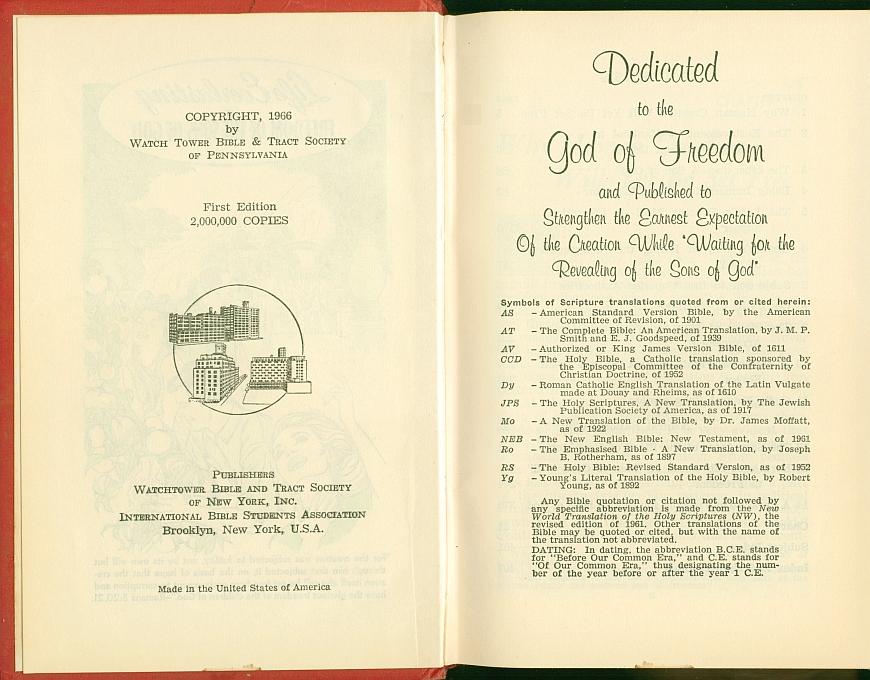 COPYRIGHT, 1966
by
WATCH TOWER BIBLE & TRACT SOCIETY
OF PENNSYLVANIA
First Edition
2,000,000 COPIES
PUBLISHERS
WATCHTOWER BIBLE AND TRACT SOCIETY
OF NEW YORK, INC.
INTERNATIONAL BIBLE STUDENTS ASSOCIATION
Brooklyn, New York, U.S.A.
Made in the United States of America
Dedicated
to the
God of Freedom
and Published to
Strengthen the Earnest Expectation
Of the Creation While "Waiting for the
Revealing of the Sons of God"
Symbols of Scripture translations quoted from or cited herein:
AS – American Standard Version Bible, by the American
Committee of Revision, of 1901
AT – The Complete Bible: An American Translation, by J. M. P.
Smith and E. J. Goodspeed, of 1939
AV – Authorized or King James Version Bible, of 1611
CCD – The Holy Bible, a Catholic translation sponsored by
the Episcopal Committee of the Confraternity of
Christian Doctrine, of 1952
Dy – Roman Catholic English Translation of the Latin Vulgate
made at Douay and Rheims, as of 1610
JPS – The Holy Scriptures, A New Translation, by The Jewish
Publication Society of America, as of 1917
Mo – A New Translation of the Bible, by Dr. James Moffatt,
as of 1922
NEB – The New English Bible: New Testament, as of 1961
Ro – The Emphasised Bible - A New Translation, by Joseph
B. Rotherham, as of 1897
RS – The Holy Bible: Revised Standard Version, as of 1952
Yg – Young's Literal Translation of the Holy Bible, by Robert
Young, as of 1892
Any Bible quotation or citation not followed by
any specific abbreviation is made from the New
World Translation of the Holy Scriptures (NW), the
revised edition of 1961. Other translations of the
Bible may be quoted or cited, but with the name of
the translation not abbreviated.
DATING: In dating, the abbreviation B.C.E. stands
for "Before Our Common Era," and C.E. stands for
"Of Our Common Era," thus designating the num-
ber of the year before or after the year 1 C.E.